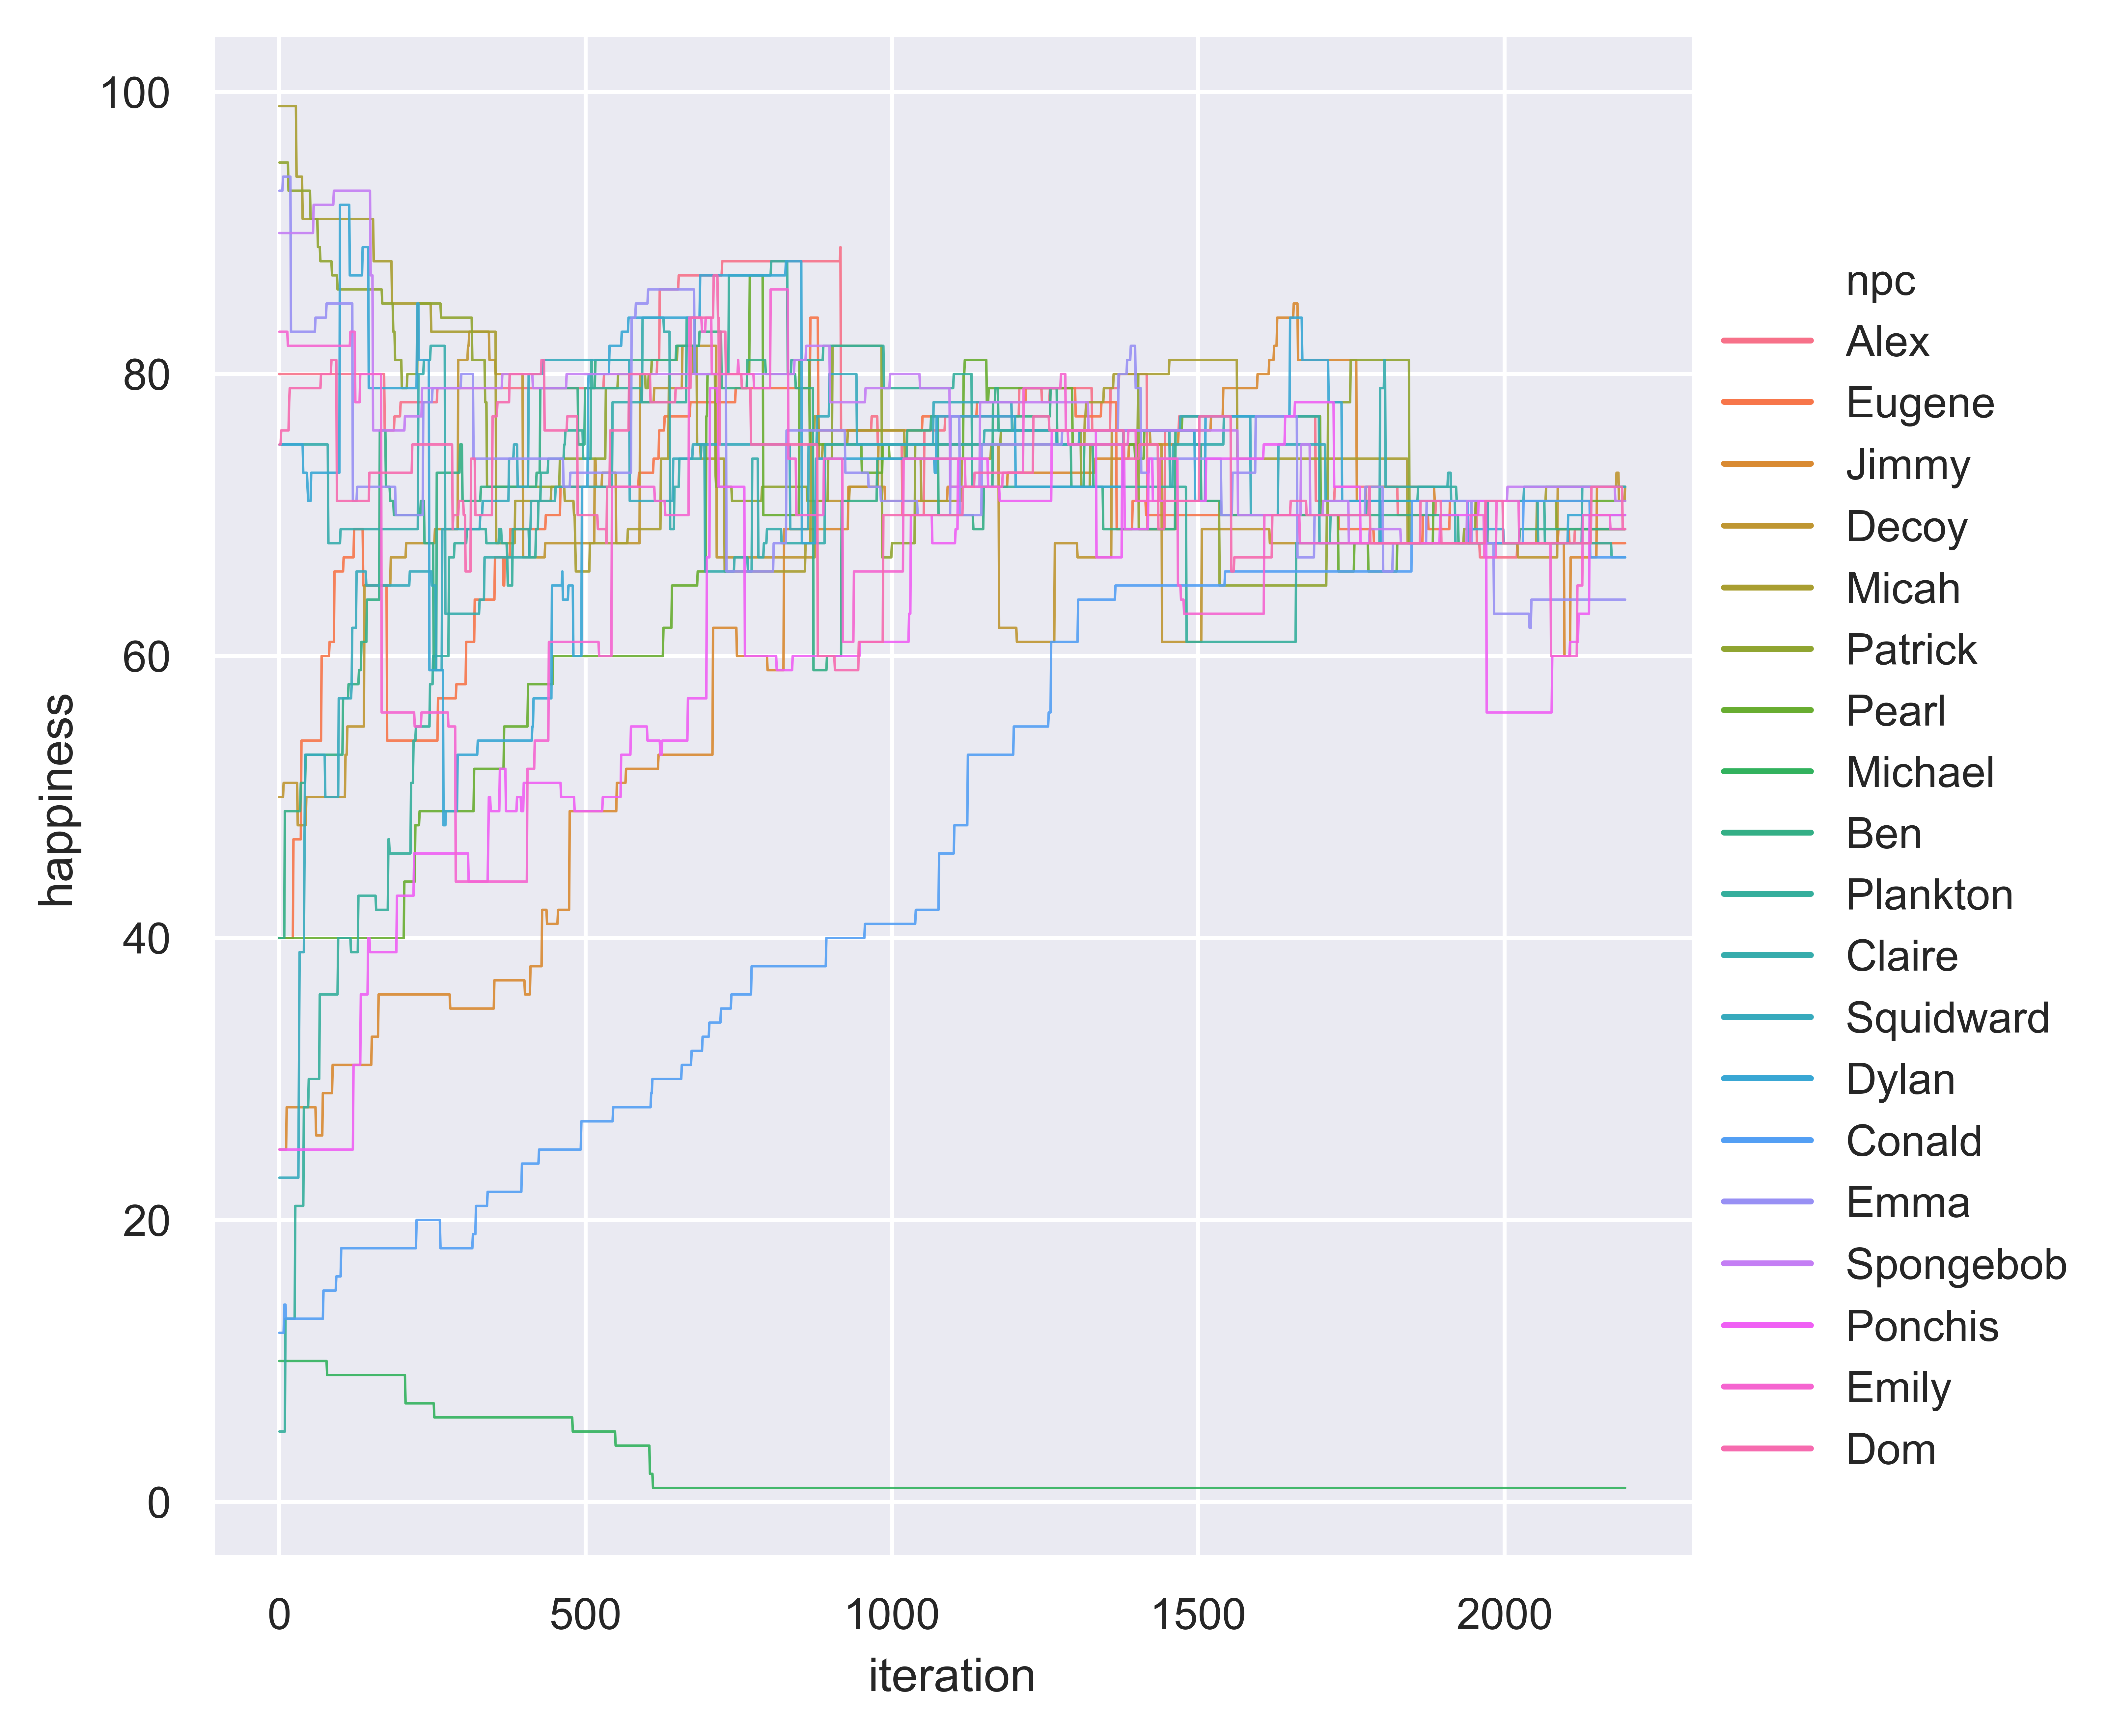 100
80
60
40
20
0
happiness
0 500 1000 1500 2000
iteration
npc
Alex
Eugene
Jimmy
Decoy
Micah
Patrick
Pearl
Michael
Ben
Plankton
Claire
Squidward
Dylan
Conald
Emma
Spongebob
Ponchis
Emily
Dom